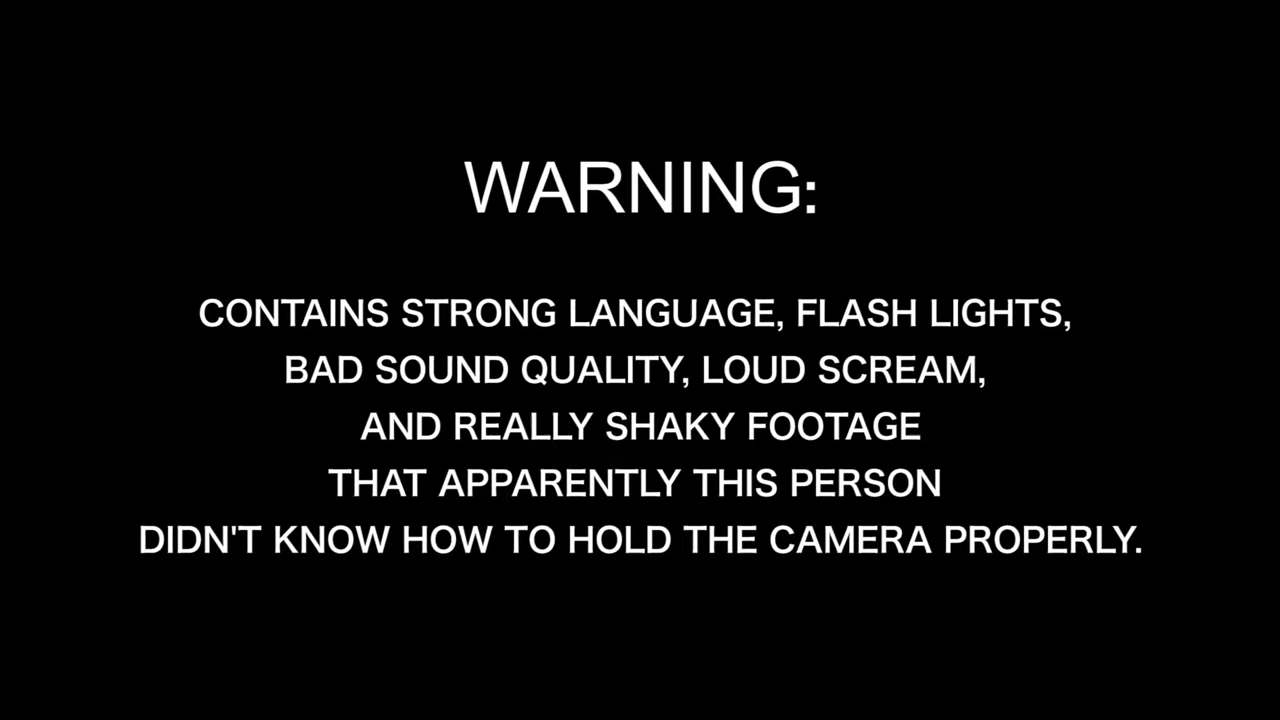 WARNING:
CONTAINS STRONG LANGUAGE, FLASH LIGHTS,
BAD SOUND QUALITY, LOUD SCREAM,
AND REALLY SHAKY FOOTAGE
THAT APPARENTLY THIS PERSON
DIDN'T KNOW HOW TO HOLD THE CAMERA PROPERLY.